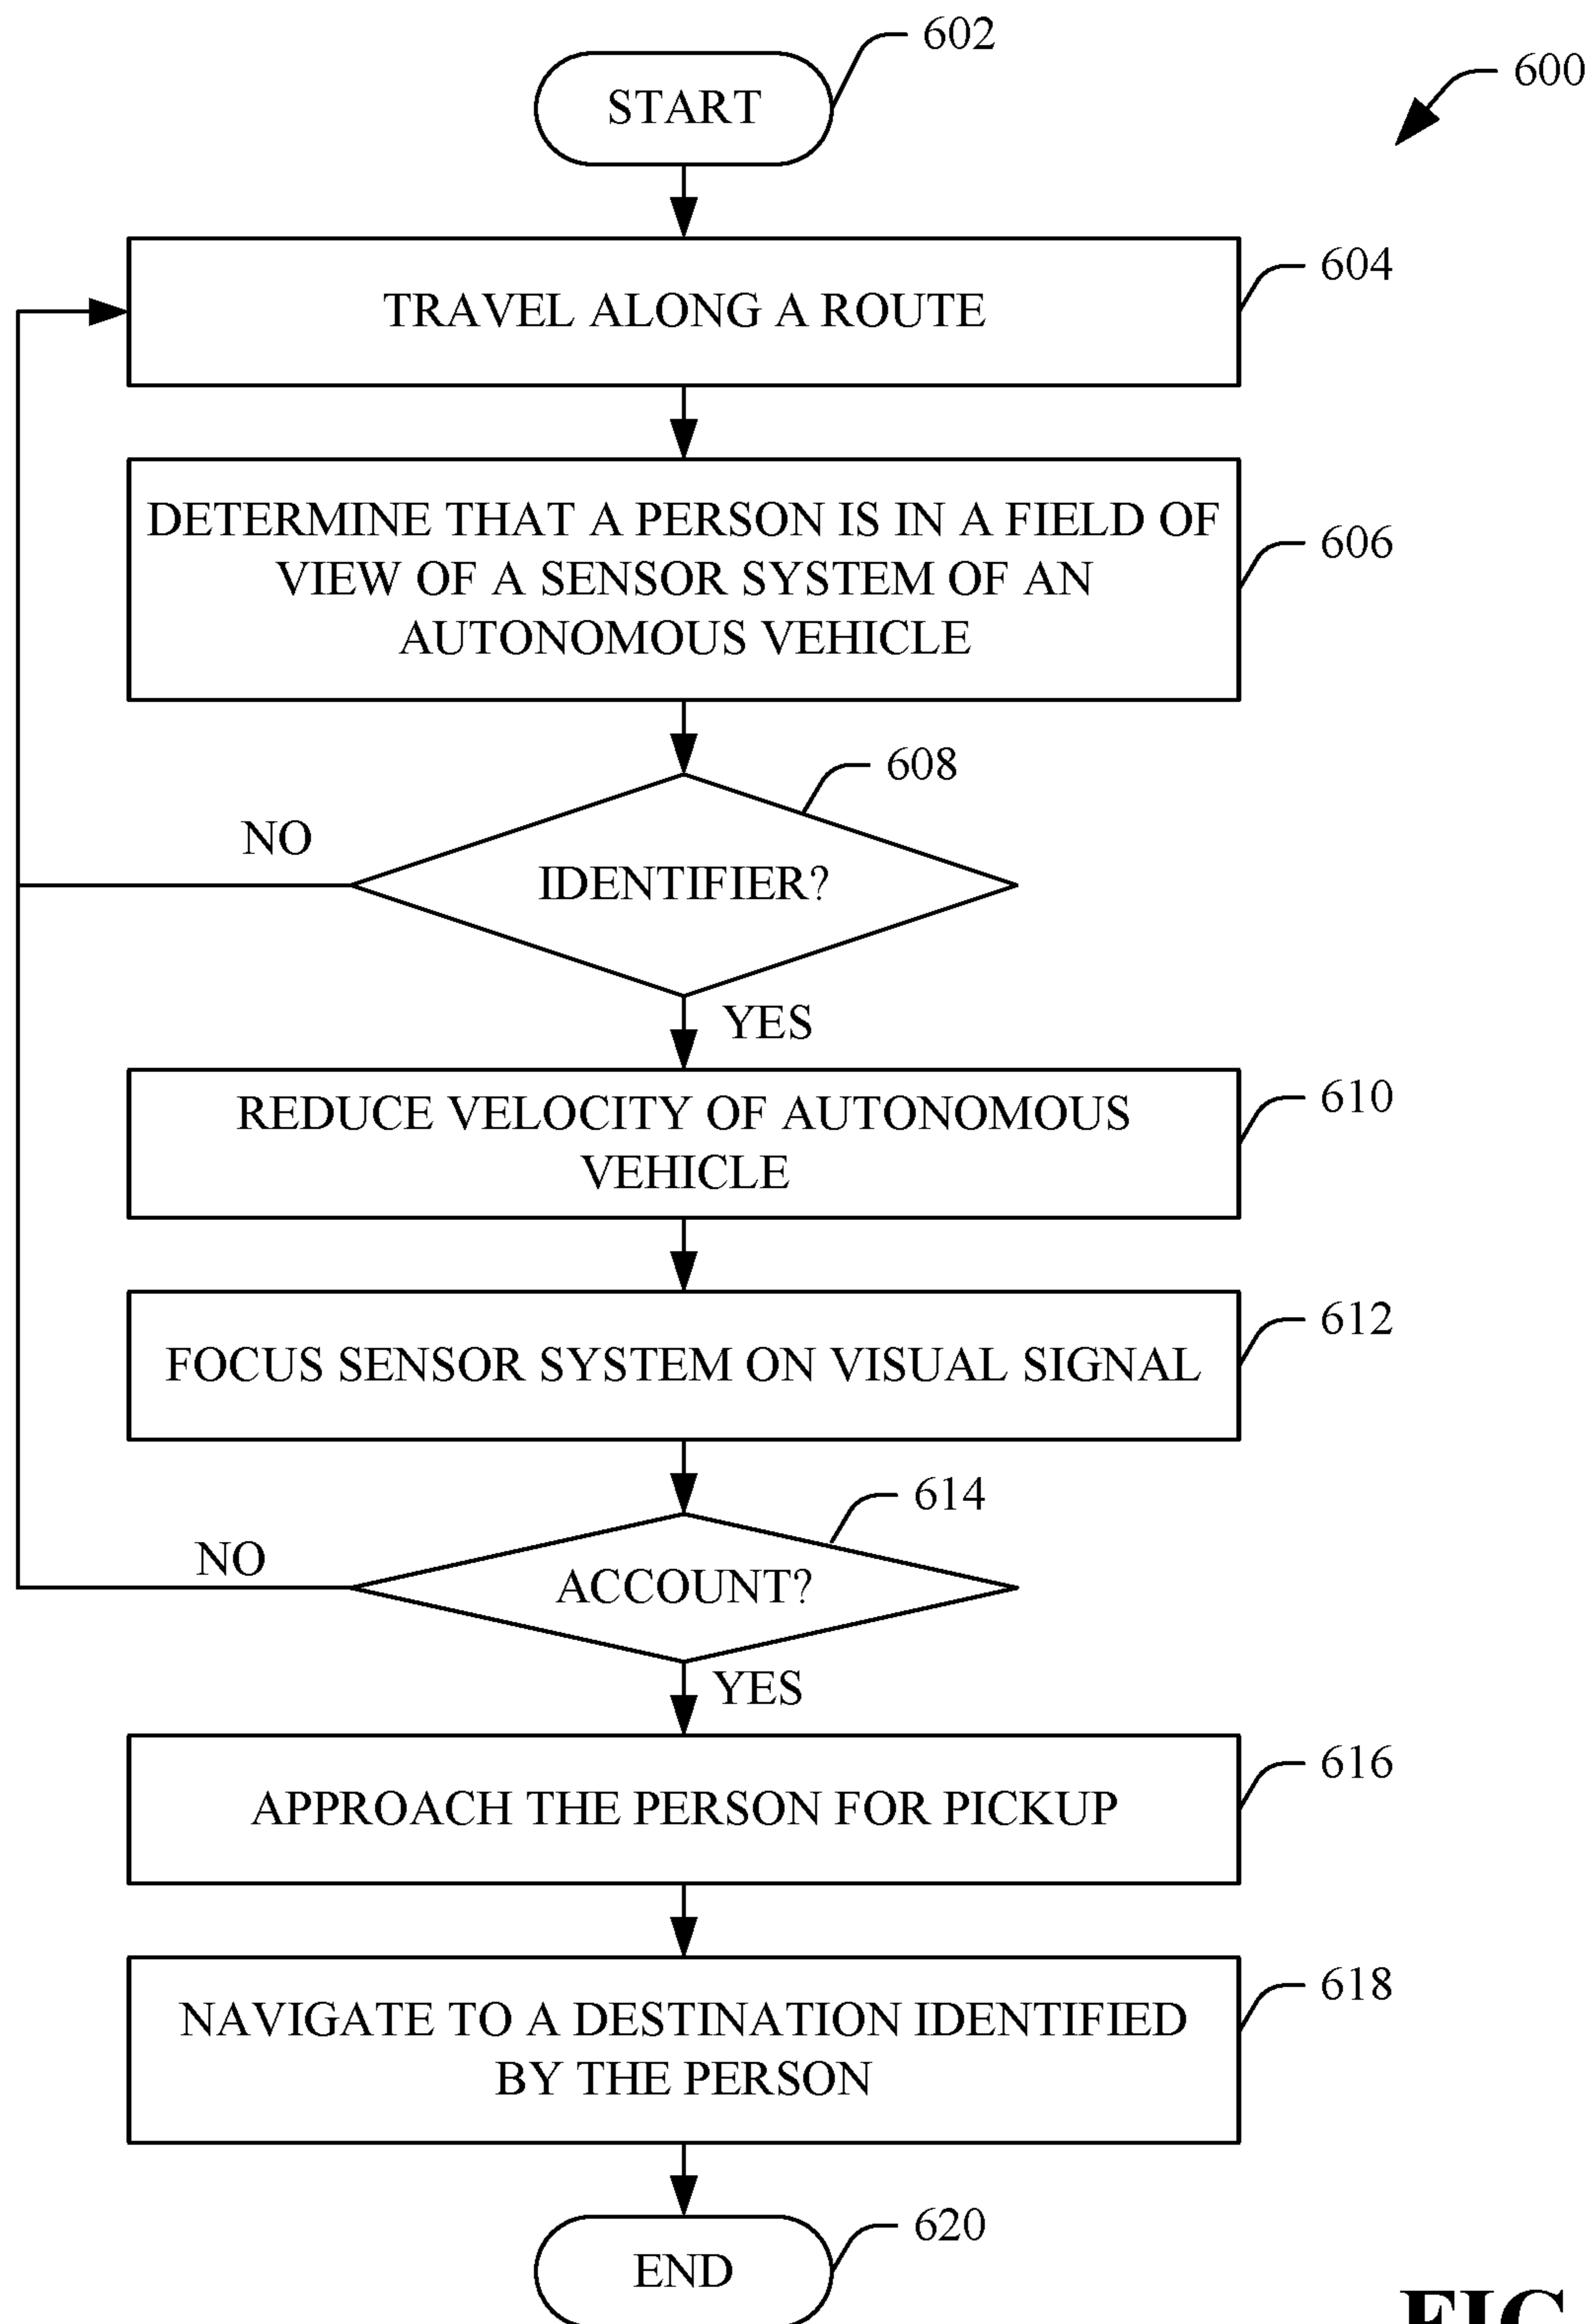 602
START
600
604
TRAVEL ALONG A ROUTE
DETERMINE THAT A PERSON IS IN A FIELD OF
VIEW OF A SENSOR SYSTEM OF AN
AUTONOMOUS VEHICLE
606
608
NO
IDENTIFIER?
YES
REDUCE VELOCITY OF AUTONOMOUS
VEHICLE
610
612
FOCUS SENSOR SYSTEM ON VISUAL SIGNAL
614
NO
ACCOUNT?
YES
616
APPROACH THE PERSON FOR PICKUP
618
NAVIGATE TO A DESTINATION IDENTIFIED
BY THE PERSON
620
END